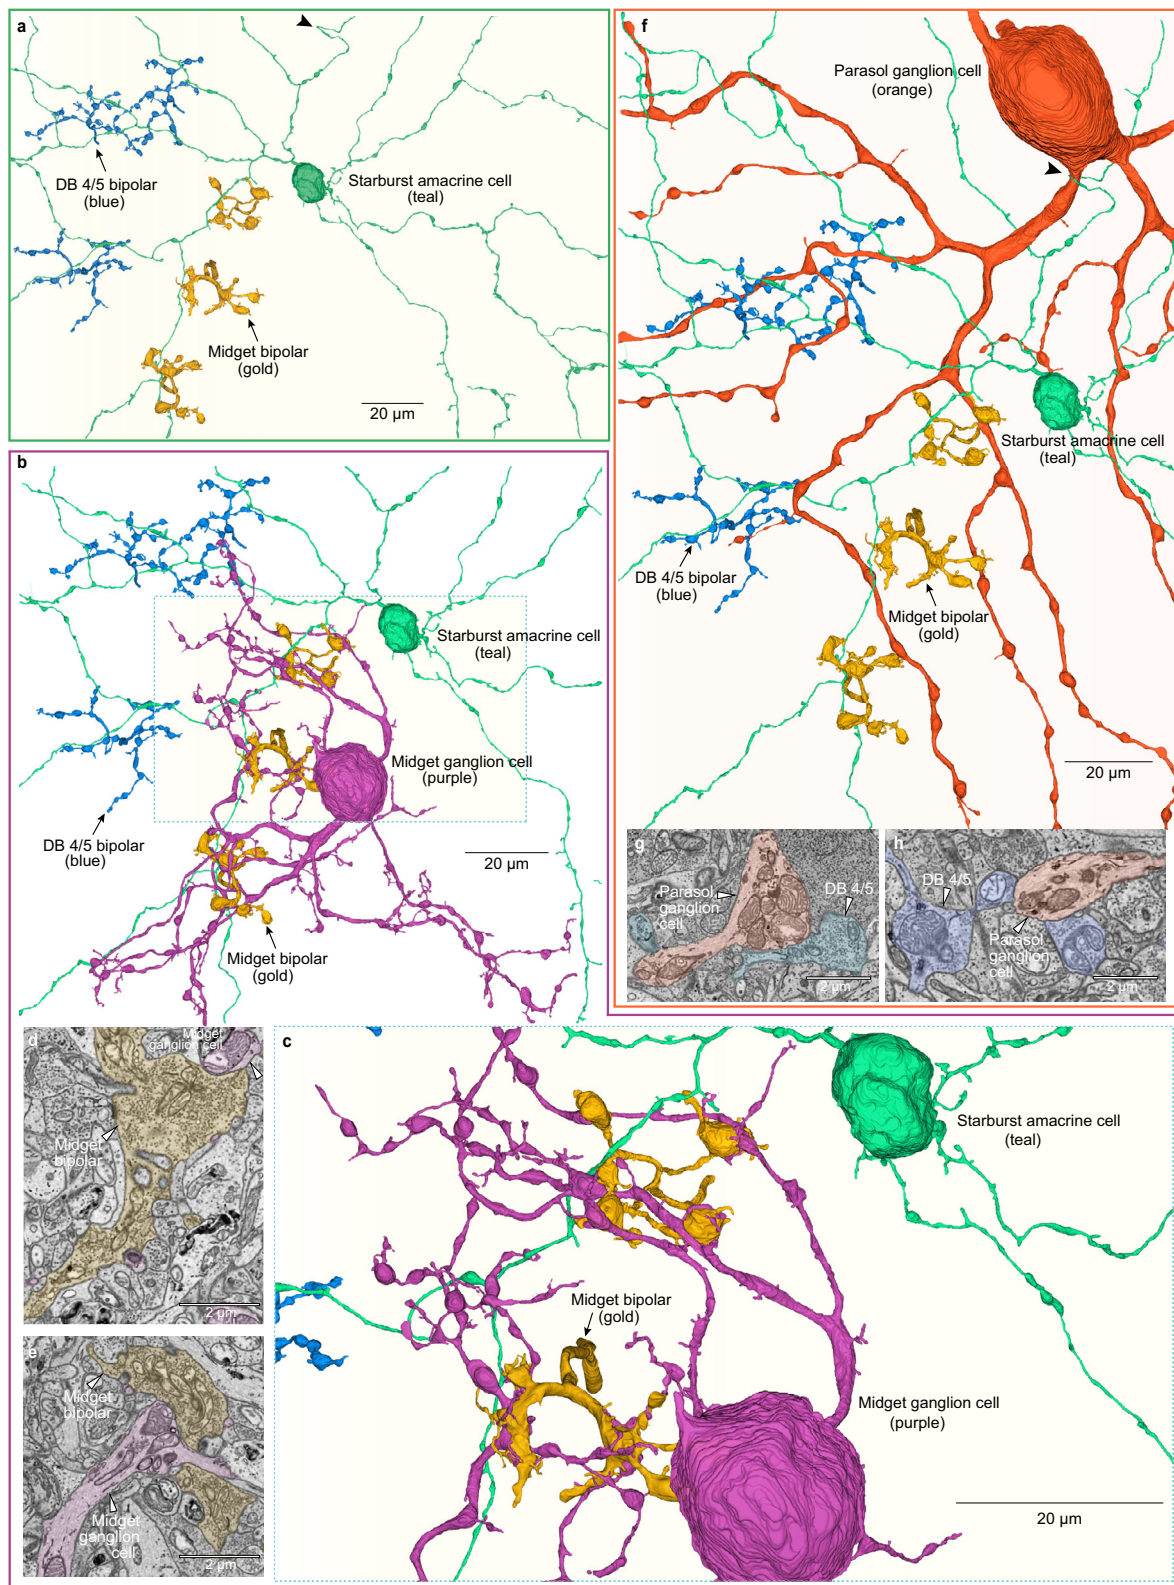 a
DB 4/5 bipolar
(blue)
Starburst amacrine cell
(teal)
Midget bipolar
(gold)
20 µm
b
Starburst amacrine cell
(teal)
Midget ganglion cell
(purple)
DB 4/5 bipolar
(blue)
20 µm
Midget bipolar
(gold)
f
Parasol ganglion cell
(orange)
Starburst amacrine cell
(teal)
DB 4/5 bipolar
(blue)
Midget bipolar
(gold)
20 µm
g
DB 4/5
Parasol
ganglion
cell
2 µm
h
DB 4/5
Parasol
ganglion
cell
2 µm
d
Midget
ganglion cell
Midget
bipolar
2 µm
e
Midget
bipolar
Midget
ganglion
cell
2 µm
c
Starburst amacrine cell
(teal)
Midget bipolar
(gold)
Midget ganglion cell
(purple)
20 µm